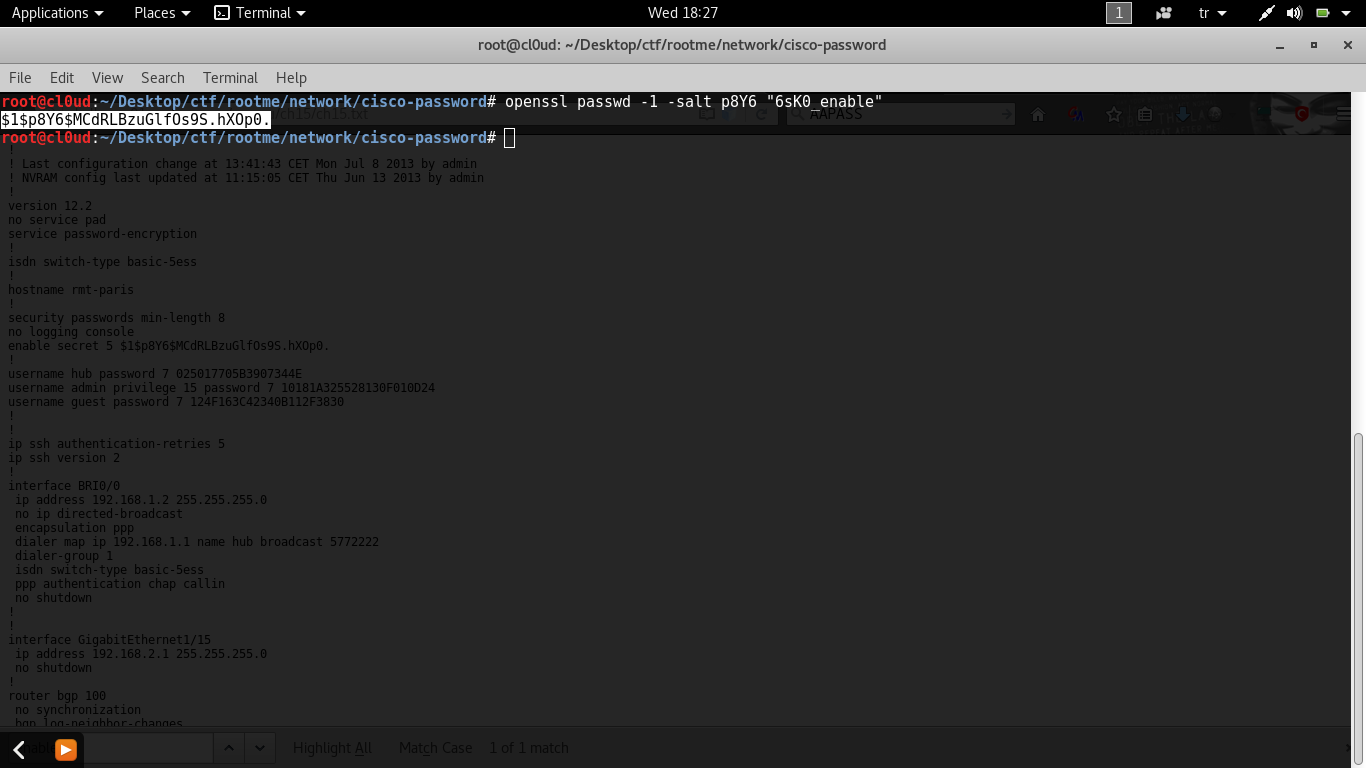 Applications Places Terminal Wed 18:27 1 tr
root@cl0ud: ~/Desktop/ctf/rootme/network/cisco-password
File Edit View Search Terminal Help
root@cl0ud:~/Desktop/ctf/rootme/network/cisco-password# openssl passwd -1 -salt p8Y6 "6sK0_enable"
$1$p8Y6$MCdRLBzuGlfOs9S.hXOp0. /ch15/ch15.txt AAPASS
root@cl0ud:~/Desktop/ctf/rootme/network/cisco-password#
!
! Last configuration change at 13:41:43 CET Mon Jul 8 2013 by admin
! NVRAM config last updated at 11:15:05 CET Thu Jun 13 2013 by admin
!
version 12.2
no service pad
service password-encryption
!
isdn switch-type basic-5ess
!
hostname rmt-paris
!
security passwords min-length 8
no logging console
enable secret 5 $1$p8Y6$MCdRLBzuGlfOs9S.hXOp0.
!
username hub password 7 025017705B3907344E
username admin privilege 15 password 7 10181A325528130F010D24
username guest password 7 124F163C42340B112F3830
!
!
ip ssh authentication-retries 5
ip ssh version 2
!
interface BRI0/0
ip address 192.168.1.2 255.255.255.0
no ip directed-broadcast
encapsulation ppp
dialer map ip 192.168.1.1 name hub broadcast 5772222
dialer-group 1
isdn switch-type basic-5ess
ppp authentication chap callin
no shutdown
!
!
interface GigabitEthernet1/15
ip address 192.168.2.1 255.255.255.0
no shutdown
!
router bgp 100
no synchronization
bgp log-neighbor-changes
Highlight All Match Case 1 of 1 match